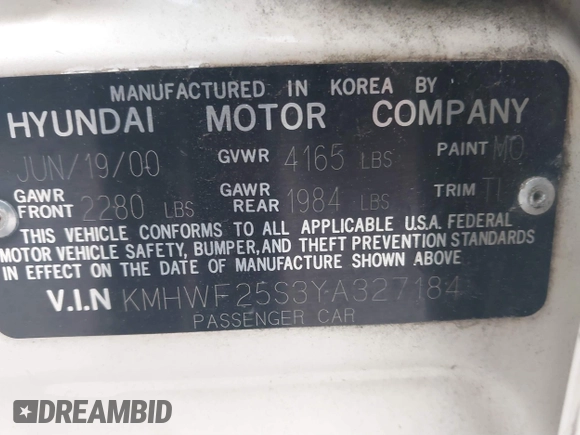 MANUFACTURED IN KOREA BY
HYUNDAI MOTOR COMPANY
JUN/19/00 GVWR 4165 LBS PAINT MO
GAWR FRONT 2280 LBS GAWR REAR 1984 LBS TRIM TI
THIS VEHICLE CONFORMS TO ALL APPLICABLE U.S.A. FEDERAL
MOTOR VEHICLE SAFETY, BUMPER, AND THEFT PREVENTION STANDARDS
IN EFFECT ON THE DATE OF MANUFACTURE SHOWN ABOVE
V.I.N KMHWF25S3YA327184
PASSENGER CAR
DREAMBID